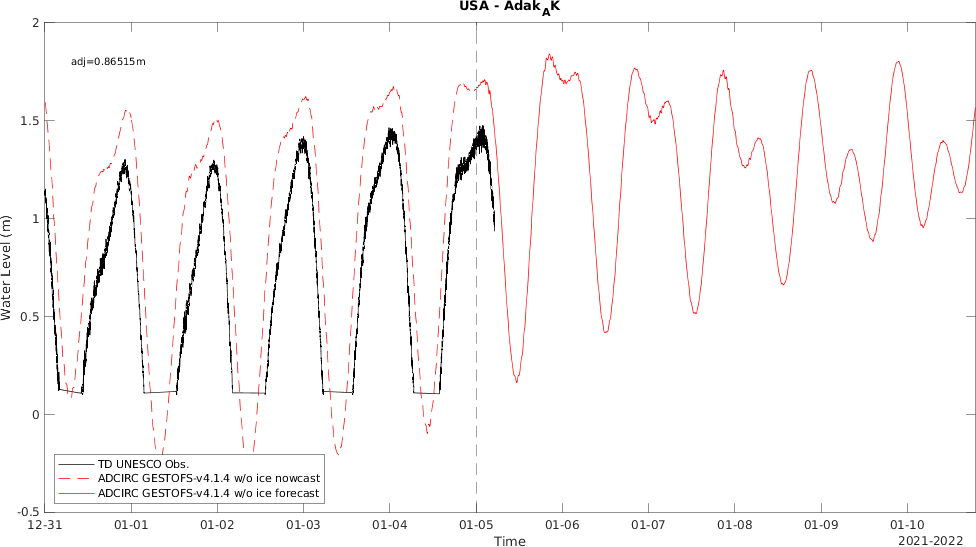 USA - Adak_AK
adj=0.86515m
Water Level (m)
1.5
1
0.5
0
-0.5
TD UNESCO Obs.
ADCIRC GESTOFS-v4.1.4 w/o ice nowcast
ADCIRC GESTOFS-v4.1.4 w/o ice forecast
12-31 01-01 01-02 01-03 01-04 01-05 01-06 01-07 01-08 01-09 01-10
Time
2021-2022
2